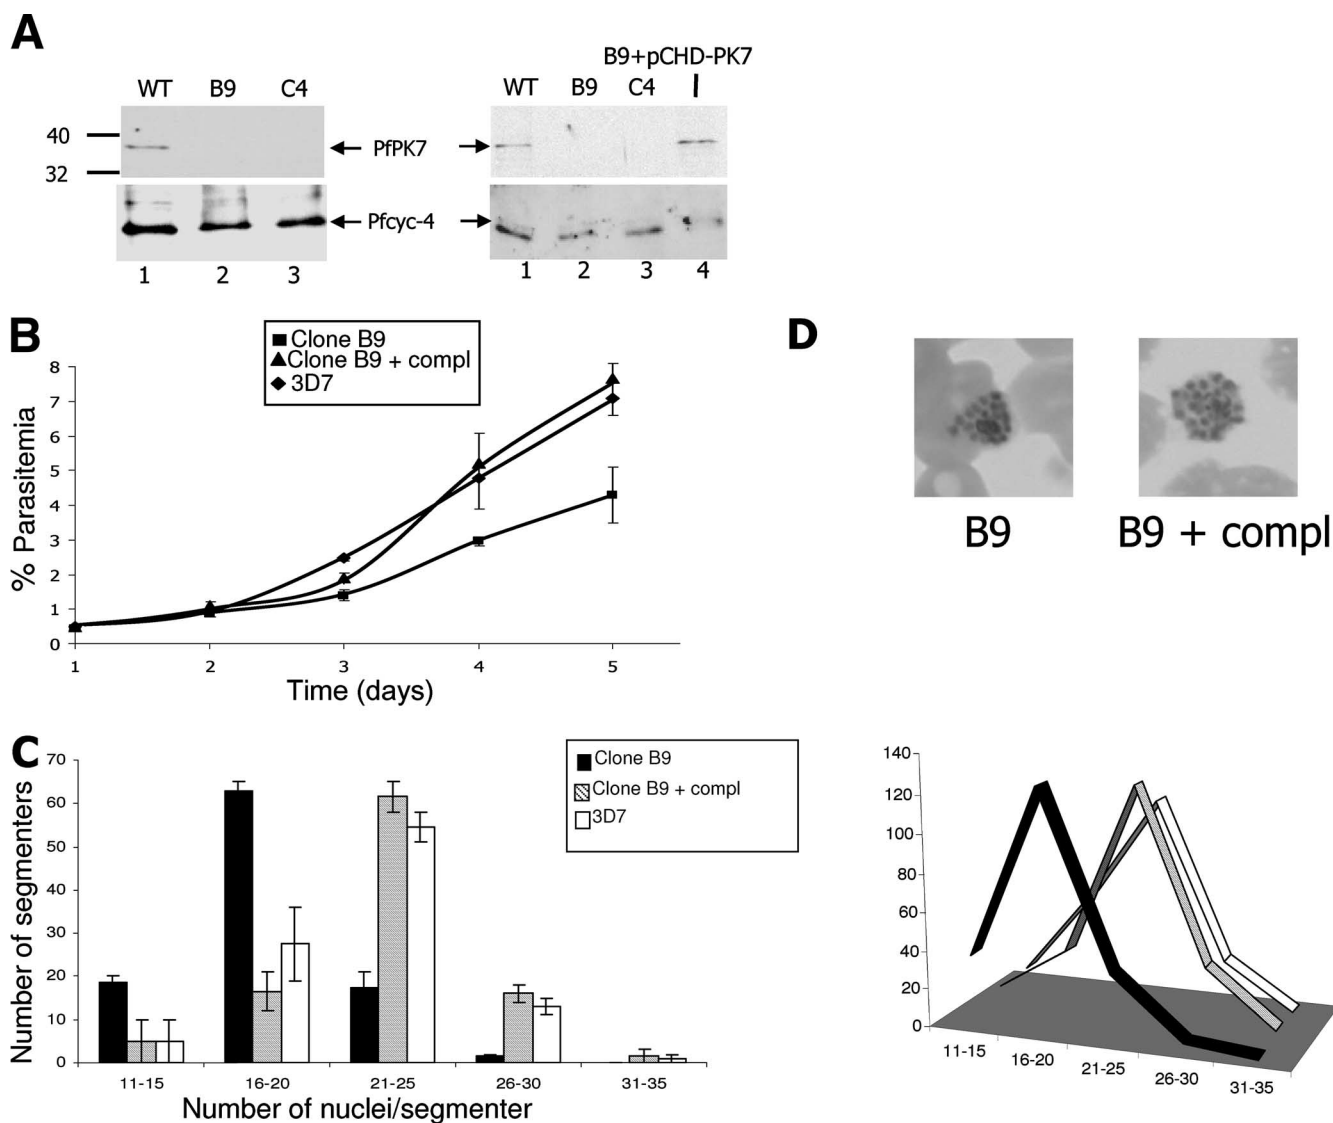 A
B9+pCHD-PK7
WT B9 C4
WT B9 C4
40
32
PfPK7
Pfcyc-4
1 2 3
1 2 3 4
B
Clone B9
Clone B9 + compl
3D7
% Parasitemia
8
7
6
5
4
3
2
1
0
1 2 3 4 5
Time (days)
D
B9
B9 + compl
C
Clone B9
Clone B9 + compl
3D7
Number of segmenters
70
60
50
40
30
20
10
0
11-15 16-20 21-25 26-30 31-35
Number of nuclei/segmenter
140
120
100
80
60
40
20
0
11-15
16-20
21-25
26-30
31-35